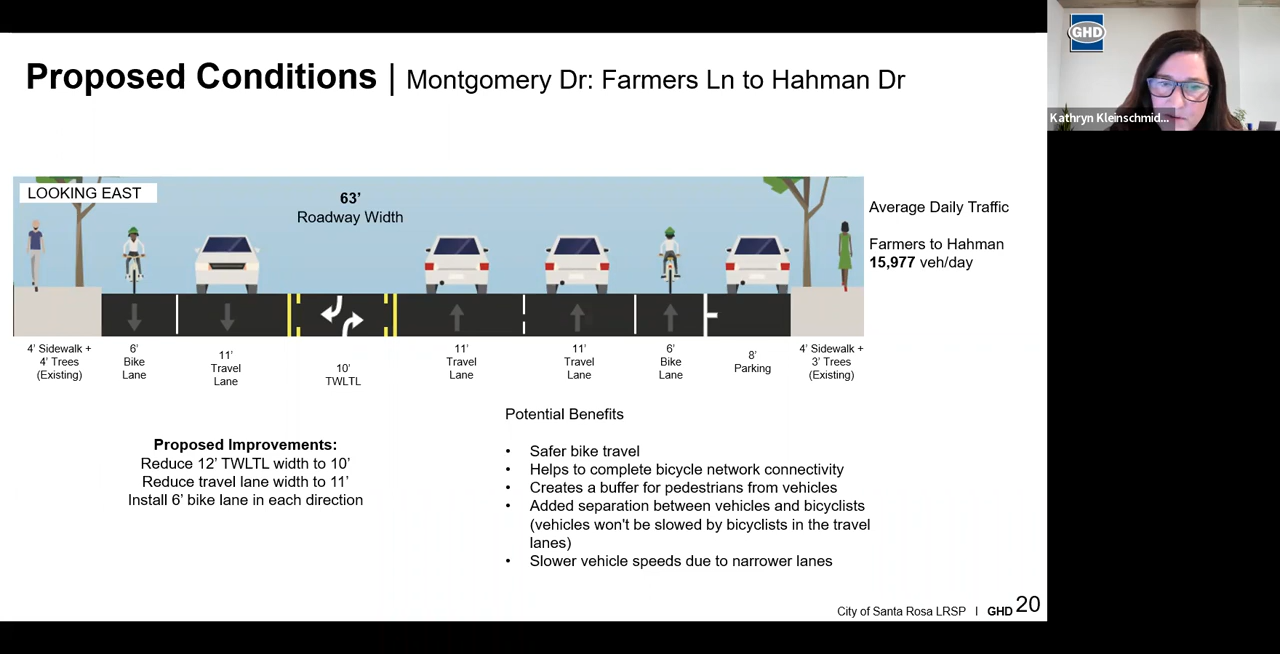 Proposed Conditions | Montgomery Dr: Farmers Ln to Hahman Dr
GHD
Kathryn Kleinschmid...
LOOKING EAST
63’
Roadway Width
Average Daily Traffic
Farmers to Hahman
15,977 veh/day
4’ Sidewalk +
4’ Trees
(Existing)
6’
Bike
Lane
11’
Travel
Lane
10’
TWLTL
11’
Travel
Lane
11’
Travel
Lane
6’
Bike
Lane
8’
Parking
4’ Sidewalk +
3’ Trees
(Existing)
Proposed Improvements:
Reduce 12’ TWLTL width to 10’
Reduce travel lane width to 11’
Install 6’ bike lane in each direction
Potential Benefits
• Safer bike travel
• Helps to complete bicycle network connectivity
• Creates a buffer for pedestrians from vehicles
• Added separation between vehicles and bicyclists
(vehicles won't be slowed by bicyclists in the travel
lanes)
• Slower vehicle speeds due to narrower lanes
City of Santa Rosa LRSP | GHD 20